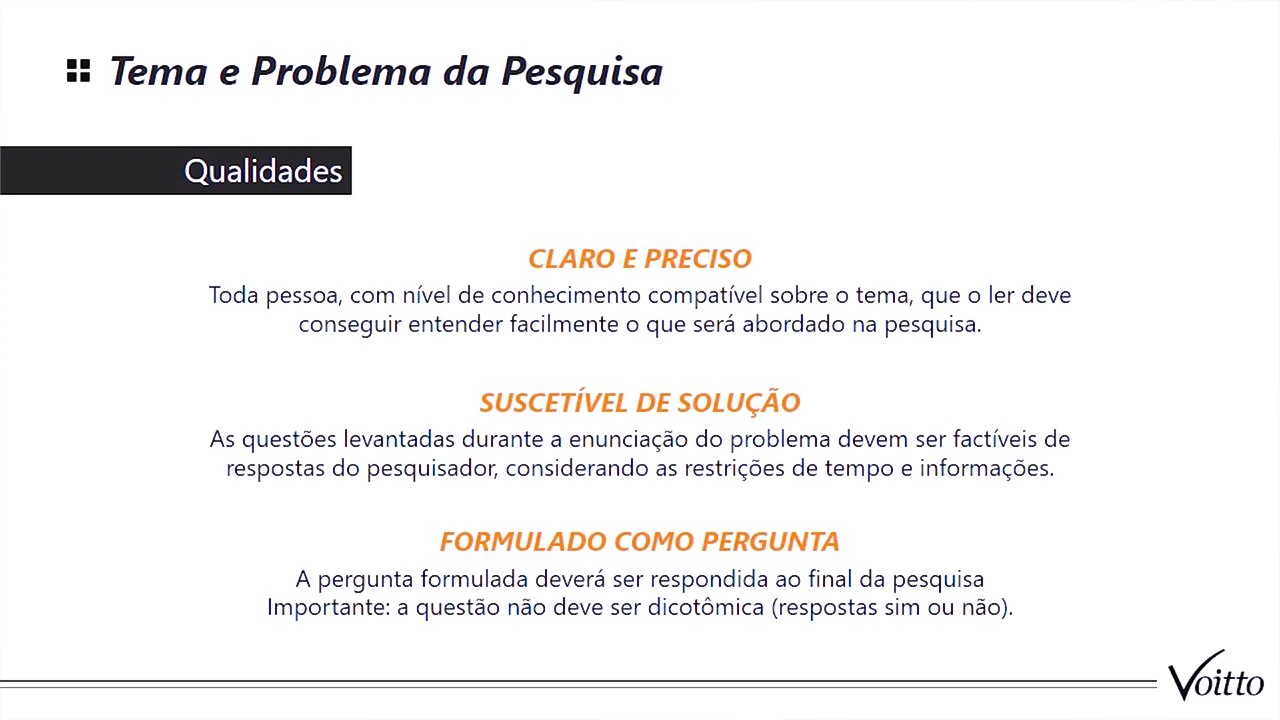 Tema e Problema da Pesquisa
Qualidades
CLARO E PRECISO
Toda pessoa, com nível de conhecimento compatível sobre o tema, que o ler deve
conseguir entender facilmente o que será abordado na pesquisa.
SUSCETÍVEL DE SOLUÇÃO
As questões levantadas durante a enunciação do problema devem ser factíveis de
respostas do pesquisador, considerando as restrições de tempo e informações.
FORMULADO COMO PERGUNTA
A pergunta formulada deverá ser respondida ao final da pesquisa
Importante: a questão não deve ser dicotômica (respostas sim ou não).
Voitto